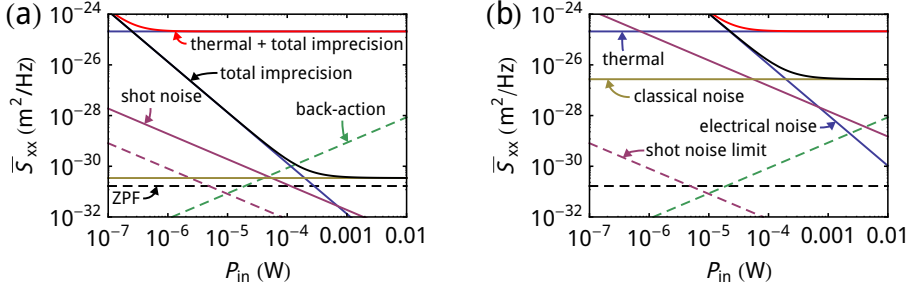 (a)
10⁻²⁴
10⁻²⁶
10⁻²⁸
10⁻³⁰
10⁻³²
S̅xx (m²/Hz)
thermal + total imprecision
total imprecision
shot noise
back-action
ZPF
10⁻⁷ 10⁻⁶ 10⁻⁵ 10⁻⁴ 0.001 0.01
Pin (W)
(b)
10⁻²⁴
10⁻²⁶
10⁻²⁸
10⁻³⁰
10⁻³²
S̅xx (m²/Hz)
thermal
classical noise
electrical noise
shot noise limit
10⁻⁷ 10⁻⁶ 10⁻⁵ 10⁻⁴ 0.001 0.01
Pin (W)